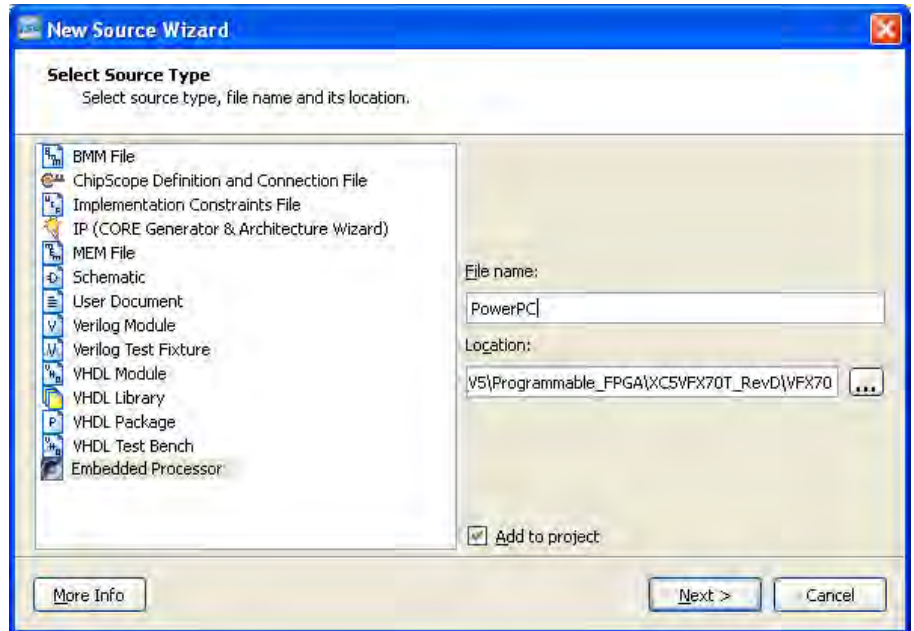 New Source Wizard
Select Source Type
Select source type, file name and its location.
BMM File
ChipScope Definition and Connection File
Implementation Constraints File
IP (CORE Generator & Architecture Wizard)
MEM File
Schematic
User Document
Verilog Module
Verilog Test Fixture
VHDL Module
VHDL Library
VHDL Package
VHDL Test Bench
Embedded Processor
File name:
PowerPC
Location:
V5\Programmable_FPGA\XC5VFX70T_RevD\VFX70
...
Add to project
More Info
Next >
Cancel